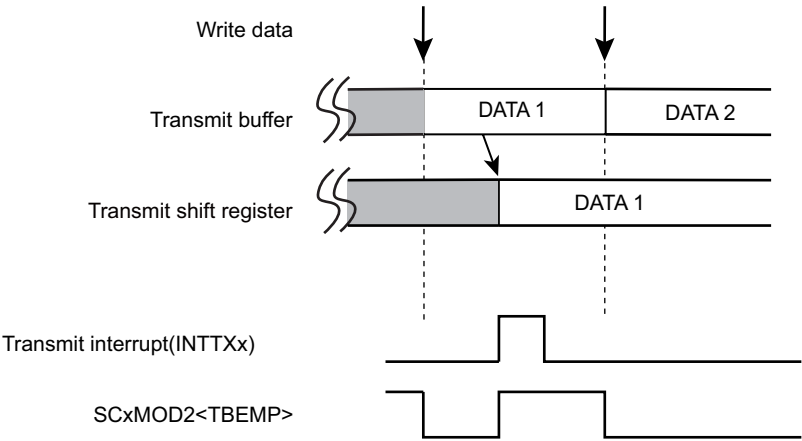 Write data
Transmit buffer
DATA 1
DATA 2
Transmit shift register
DATA 1
Transmit interrupt(INTTXx)
SCxMOD2<TBEMP>